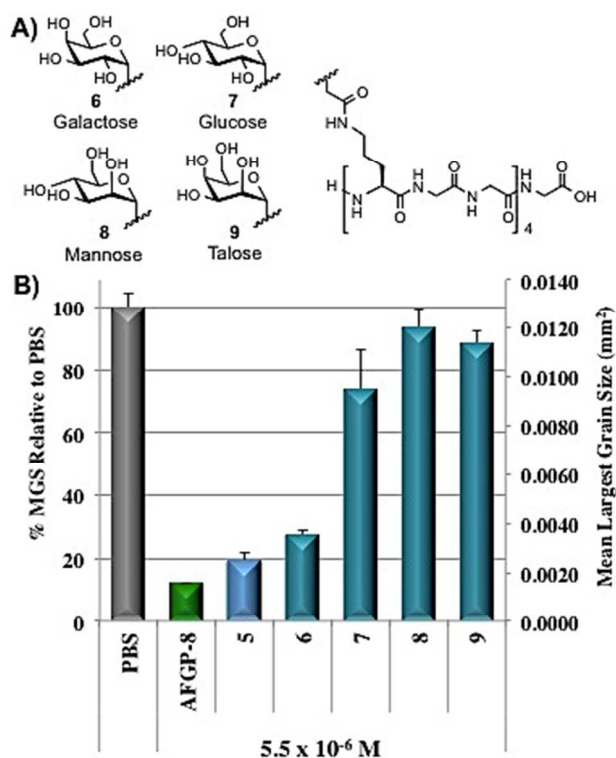 A)
OH
OH
O
HO
HO
6
Galactose
OH
HO
O
HO
HO
7
Glucose
HO
OH
O
HO
HO
8
Mannose
HO
OH
OH
O
HO
9
Talose
O
HN
H
N
H
O
H
N
O
N
H
O
H
N
4
O
OH
B)
% MGS Relative to PBS
100
80
60
40
20
0
0.0140
0.0120
0.0100
0.0080
0.0060
0.0040
0.0020
0.0000
Mean Largest Grain Size (mm²)
PBS
AFGP-8
5
6
7
8
9
5.5 x 10⁻⁶ M